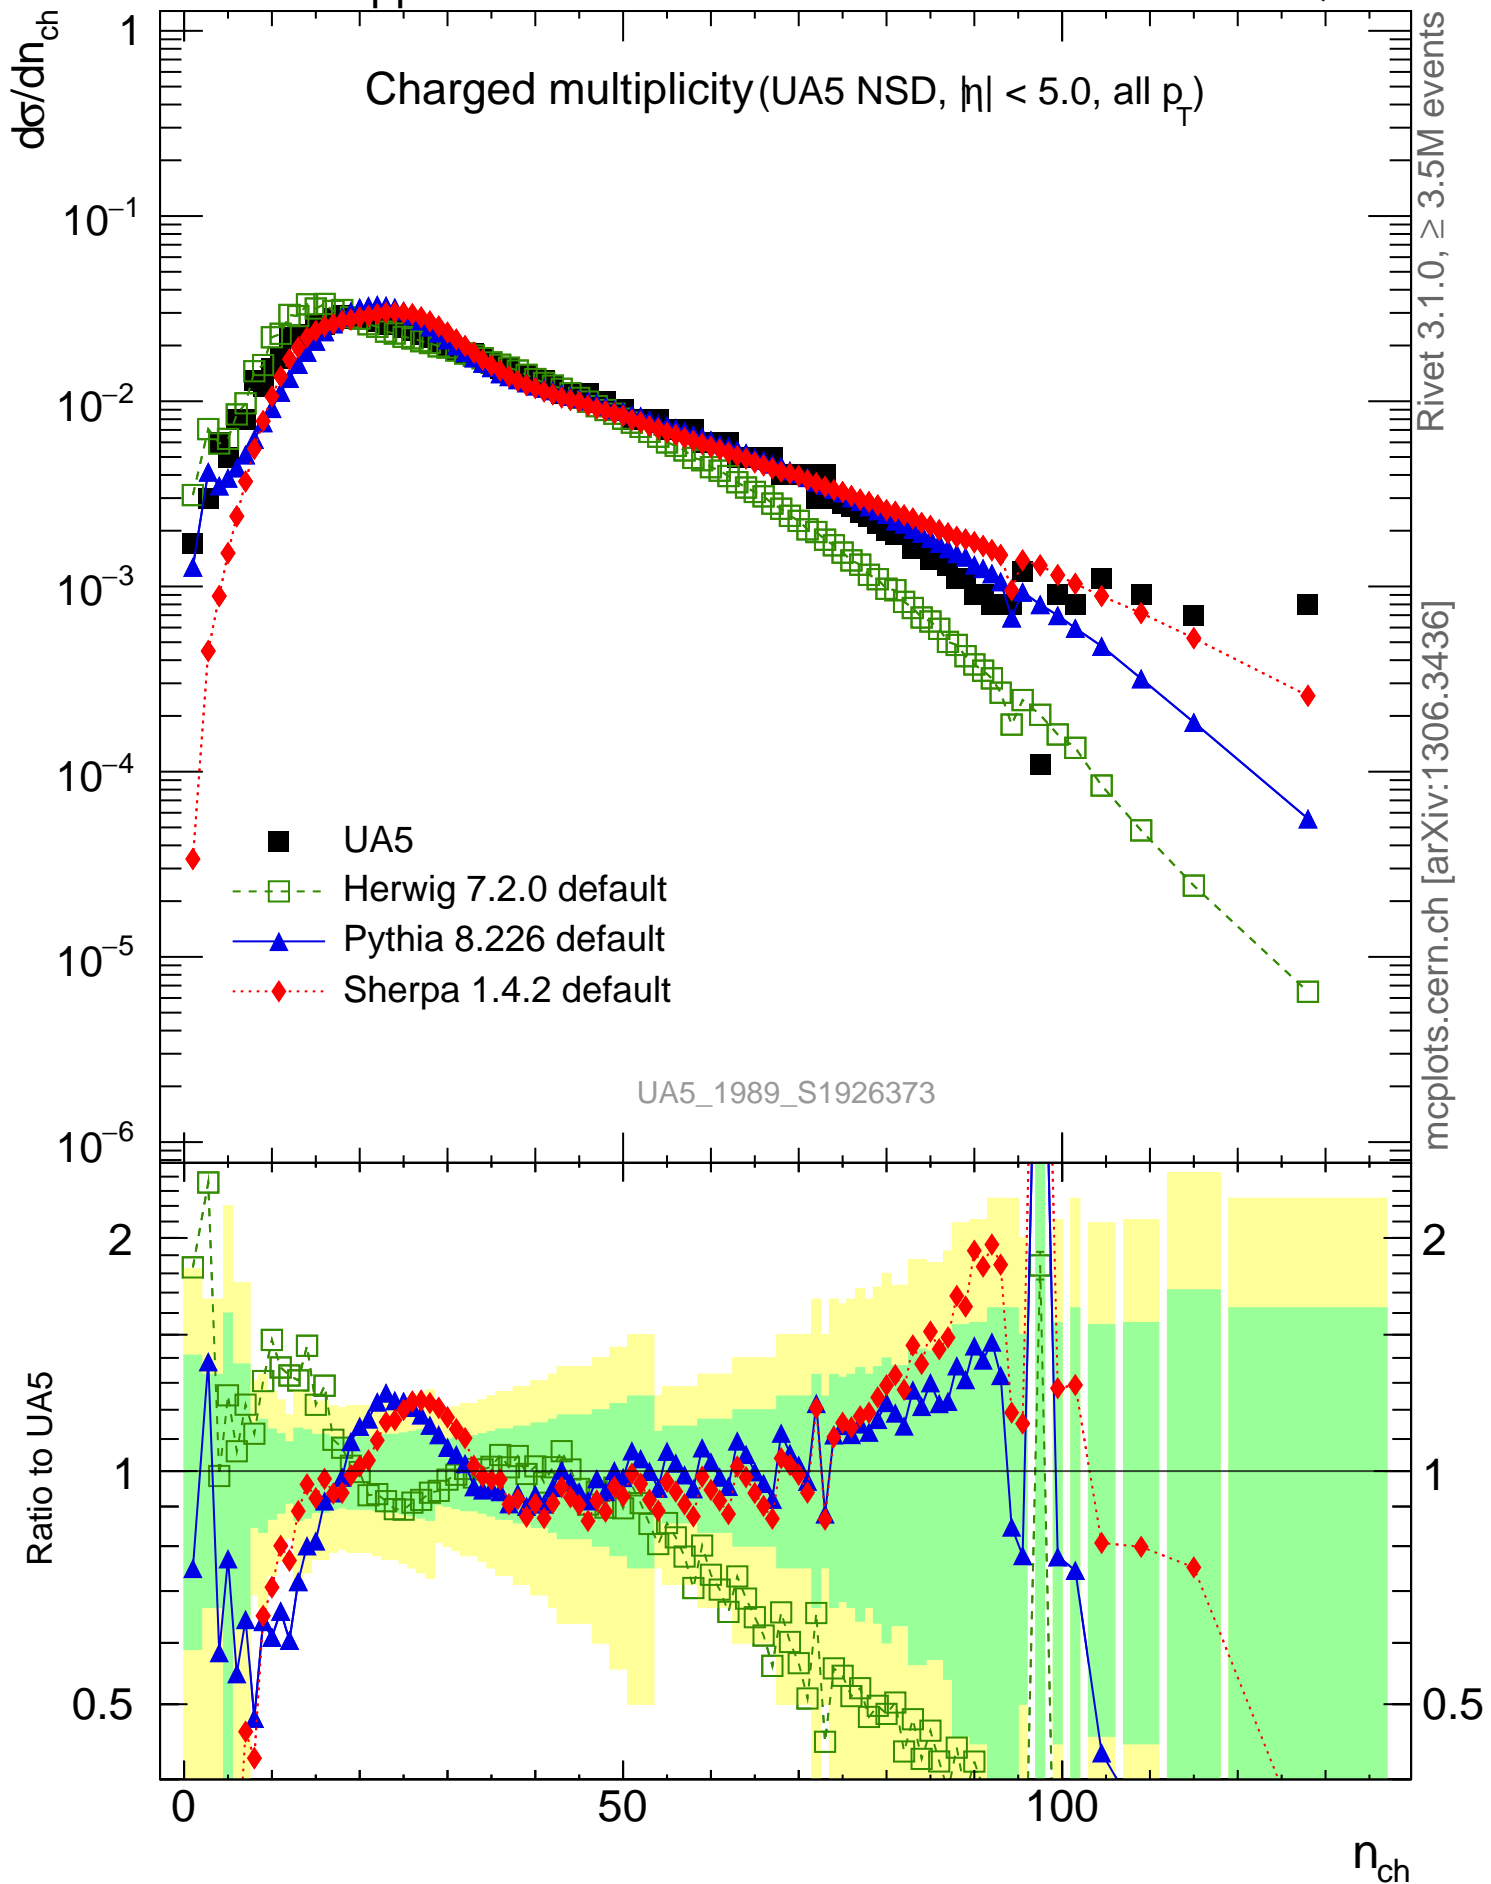 dσ/dn_ch
Charged multiplicity (UA5 NSD, |η| < 5.0, all p_T)
1
10^−1
10^−2
10^−3
10^−4
10^−5
10^−6
UA5
Herwig 7.2.0 default
Pythia 8.226 default
Sherpa 1.4.2 default
UA5_1989_S1926373
Rivet 3.1.0, ≥ 3.5M events
mcplots.cern.ch [arXiv:1306.3436]
Ratio to UA5
2
1
0.5
2
1
0.5
0
50
100
n_ch